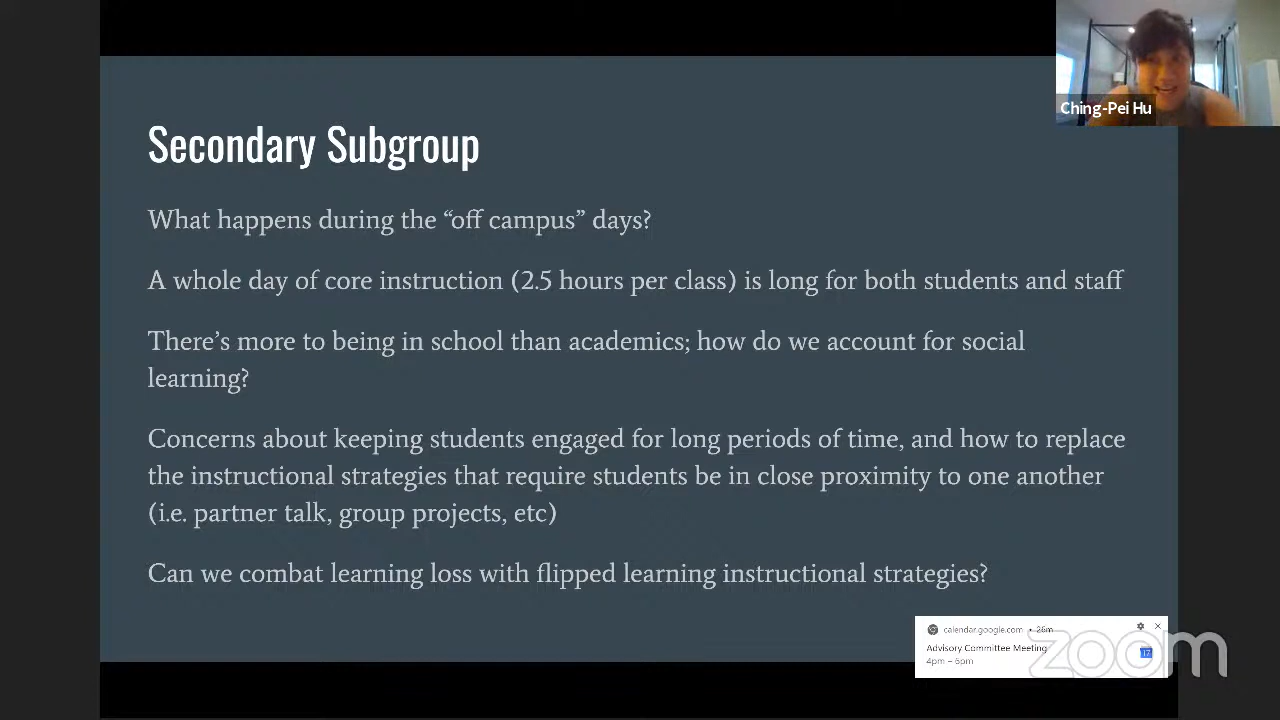 Ching-Pei Hu
Secondary Subgroup
What happens during the “off campus” days?
A whole day of core instruction (2.5 hours per class) is long for both students and staff
There’s more to being in school than academics; how do we account for social
learning?
Concerns about keeping students engaged for long periods of time, and how to replace
the instructional strategies that require students be in close proximity to one another
(i.e. partner talk, group projects, etc)
Can we combat learning loss with flipped learning instructional strategies?
calendar.google.com • 26m
Advisory Committee Meeting
4pm – 6pm
17
zoom